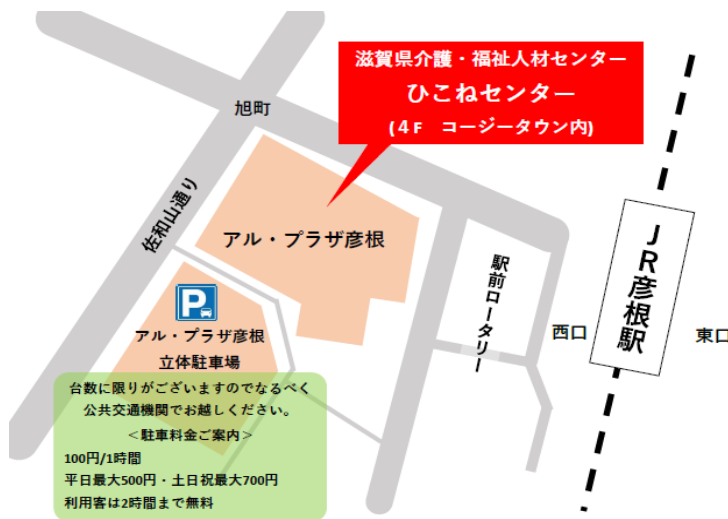 滋賀県介護・福祉人材センター
ひこねセンター
(４F　コージータウン内)
旭町
佐和山通り
アル・プラザ彦根
駅前ロータリー
西口
JR彦根駅
東口
P
アル・プラザ彦根
立体駐車場
台数に限りがございますのでなるべく
公共交通機関でお越しください。
＜駐車料金ご案内＞
100円/1時間
平日最大500円・土日祝最大700円
利用客は2時間まで無料